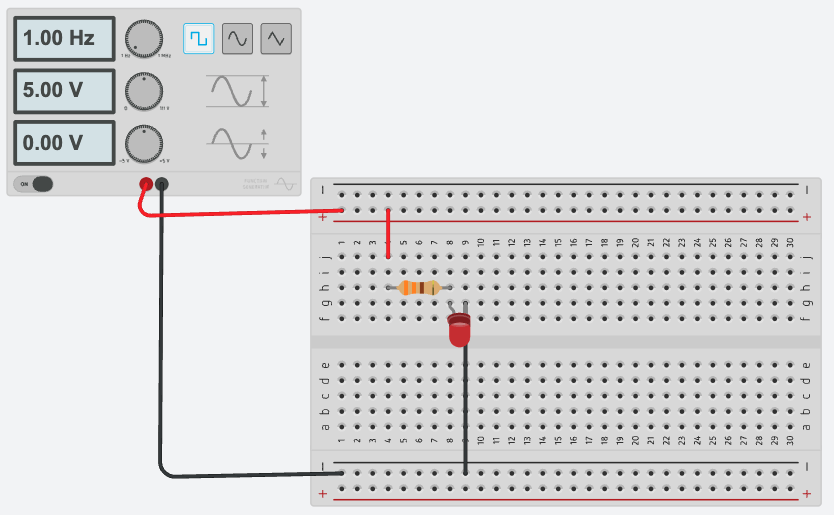 1.00 Hz
1 Hz 1 MHz
5.00 V
0 10 V
0.00 V
-5 V +5 V
ON
FUNCTION
GENERATOR
− −
+ +
1 2 3 4 5 6 7 8 9 10 11 12 13 14 15 16 17 18 19 20 21 22 23 24 25 26 27 28 29 30
j j
i i
h h
g g
f f
e e
d d
c c
b b
a a
1 2 3 4 5 6 7 8 9 10 11 12 13 14 15 16 17 18 19 20 21 22 23 24 25 26 27 28 29 30
− −
+ +